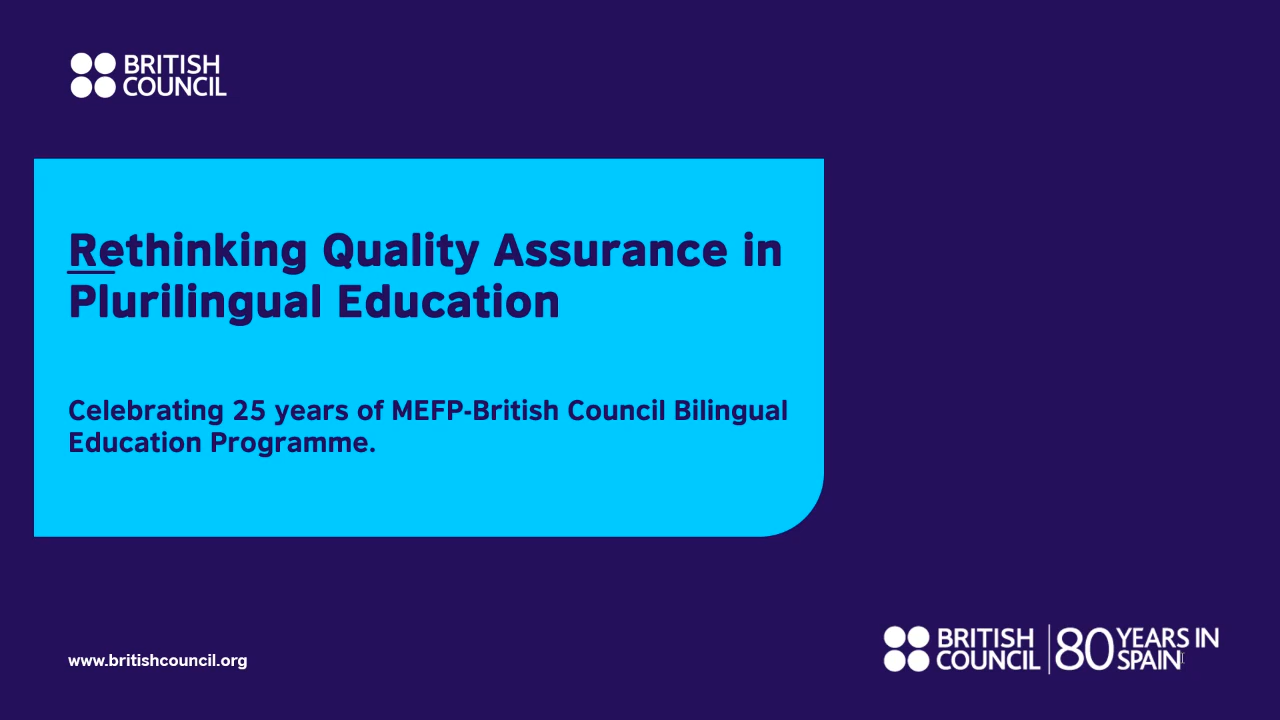 BRITISH
COUNCIL
Rethinking Quality Assurance in
Plurilingual Education
Celebrating 25 years of MEFP-British Council Bilingual
Education Programme.
www.britishcouncil.org
BRITISH
COUNCIL
80
YEARS IN
SPAIN